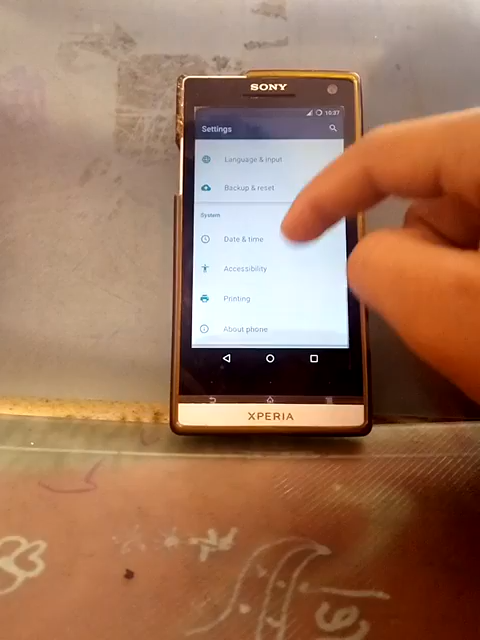 SONY
10:37
Settings
Language & input
Backup & reset
System
Date & time
Accessibility
Printing
About phone
XPERIA